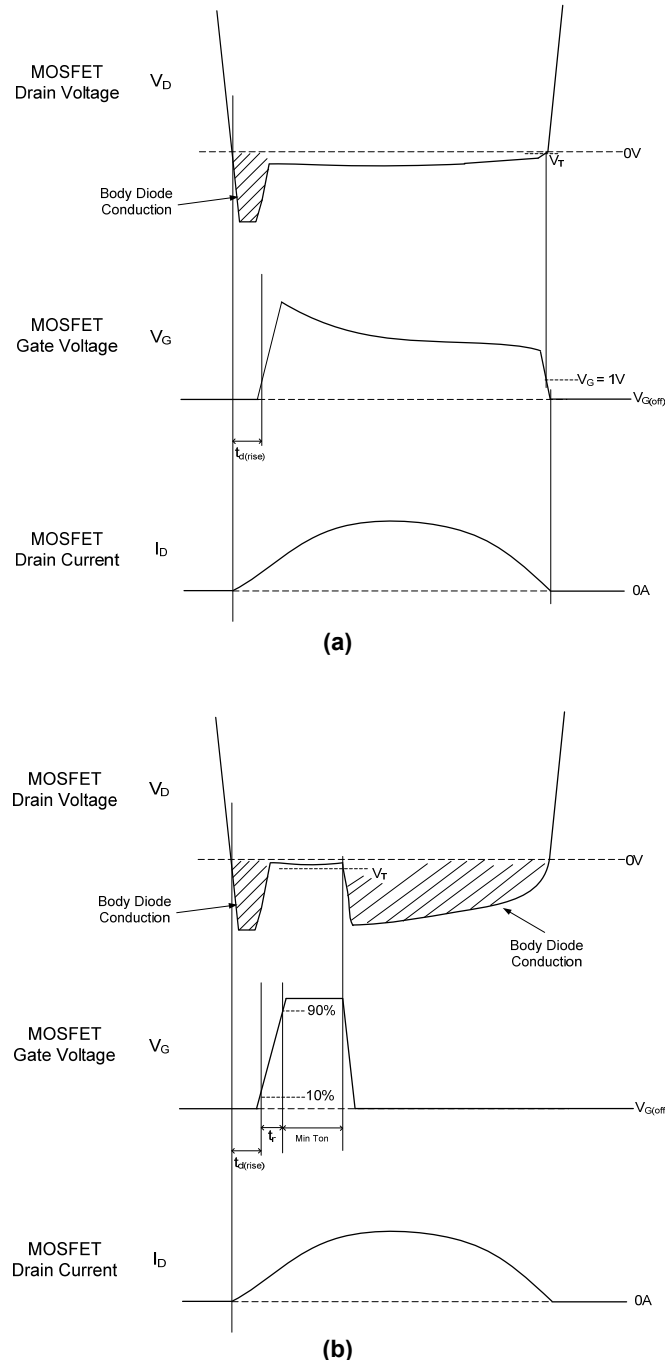 MOSFET
Drain Voltage
VD
0V
VT
Body Diode
Conduction
MOSFET
Gate Voltage
VG
VG = 1V
VG(off)
td(rise)
MOSFET
Drain Current
ID
0A
(a)
MOSFET
Drain Voltage
VD
0V
VT
Body Diode
Conduction
Body Diode
Conduction
MOSFET
Gate Voltage
VG
90%
10%
VG(off
tr
Min Ton
td(rise)
MOSFET
Drain Current
ID
0A
(b)